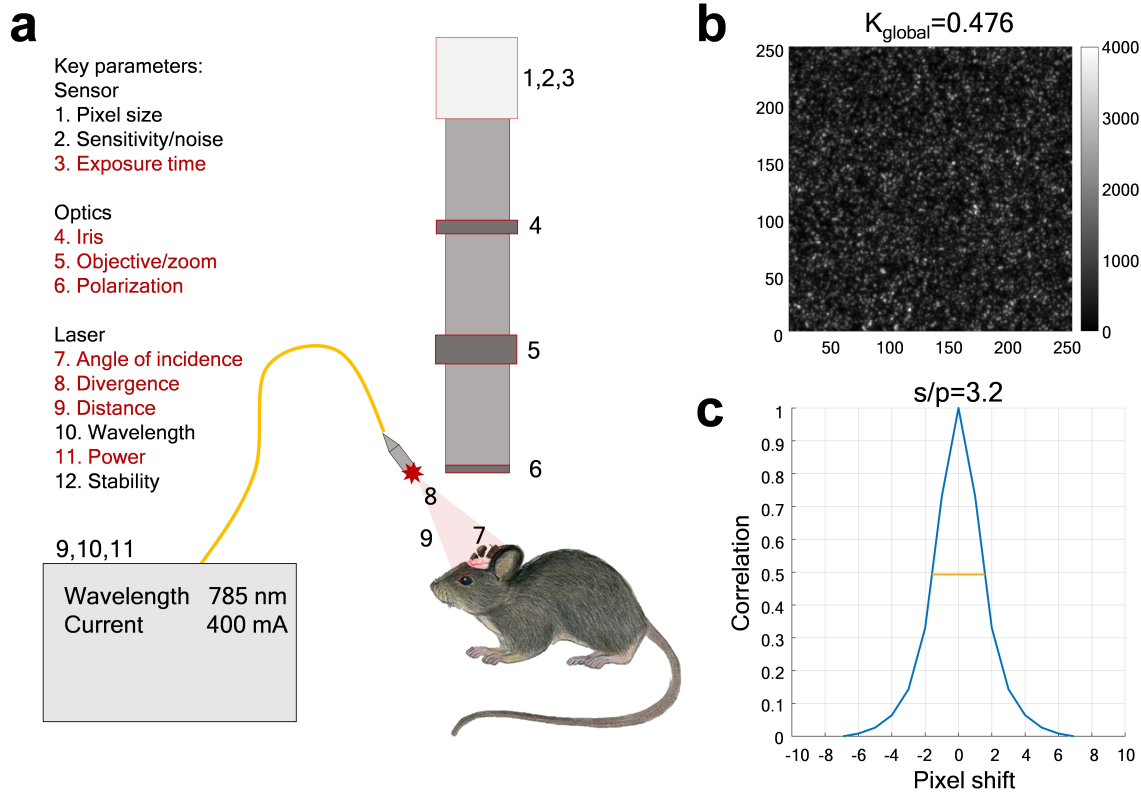 a
Key parameters:
Sensor
1. Pixel size
2. Sensitivity/noise
3. Exposure time
Optics
4. Iris
5. Objective/zoom
6. Polarization
Laser
7. Angle of incidence
8. Divergence
9. Distance
10. Wavelength
11. Power
12. Stability
1,2,3
4
5
6
8
9
7
9,10,11
Wavelength 785 nm
Current 400 mA
b
Kglobal=0.476
250
200
150
100
50
0
50 100 150 200 250
4000
3000
2000
1000
0
c
s/p=3.2
1
0.9
0.8
0.7
0.6
0.5
0.4
0.3
0.2
0.1
0
Correlation
-10 -8 -6 -4 -2 0 2 4 6 8 10
Pixel shift